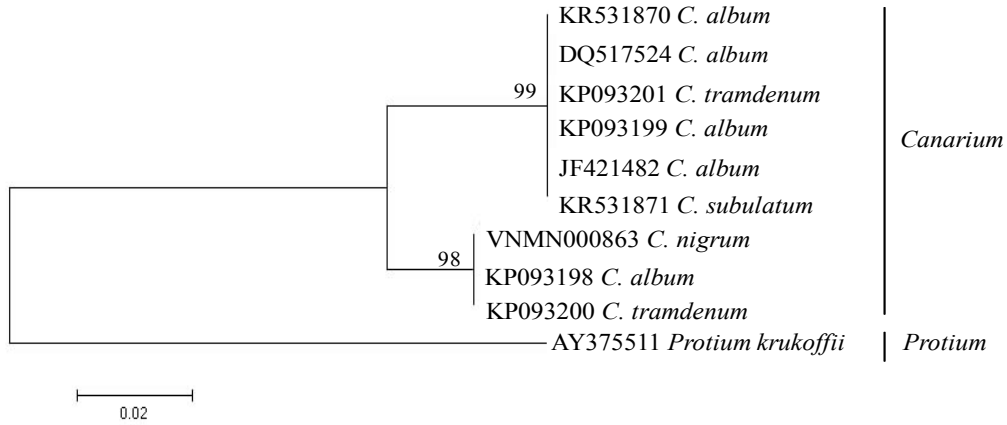 KR531870 C. album
DQ517524 C. album
99
KP093201 C. tramdenum
KP093199 C. album
Canarium
JF421482 C. album
KR531871 C. subulatum
VNMN000863 C. nigrum
98
KP093198 C. album
KP093200 C. tramdenum
AY375511 Protium krukoffii
Protium
0.02